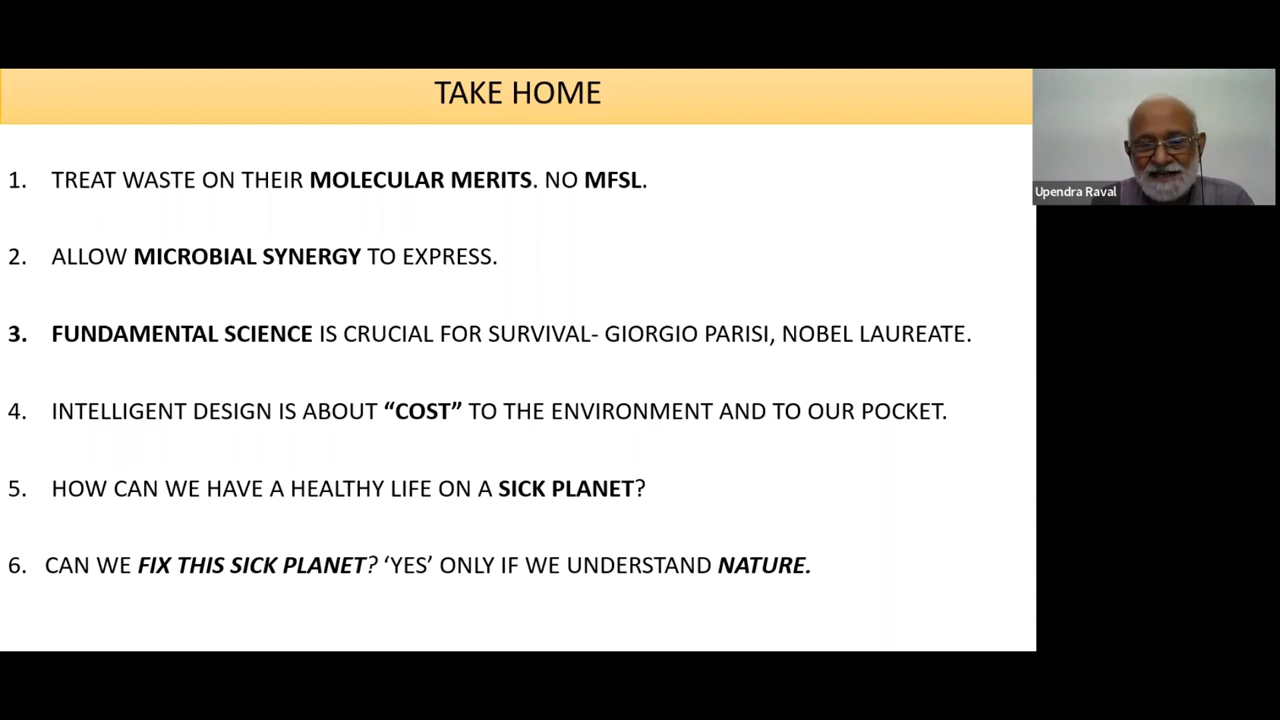 TAKE HOME
1. TREAT WASTE ON THEIR MOLECULAR MERITS. NO MFSL.
2. ALLOW MICROBIAL SYNERGY TO EXPRESS.
3. FUNDAMENTAL SCIENCE IS CRUCIAL FOR SURVIVAL- GIORGIO PARISI, NOBEL LAUREATE.
4. INTELLIGENT DESIGN IS ABOUT “COST” TO THE ENVIRONMENT AND TO OUR POCKET.
5. HOW CAN WE HAVE A HEALTHY LIFE ON A SICK PLANET?
6. CAN WE FIX THIS SICK PLANET? ‘YES’ ONLY IF WE UNDERSTAND NATURE.
Upendra Raval